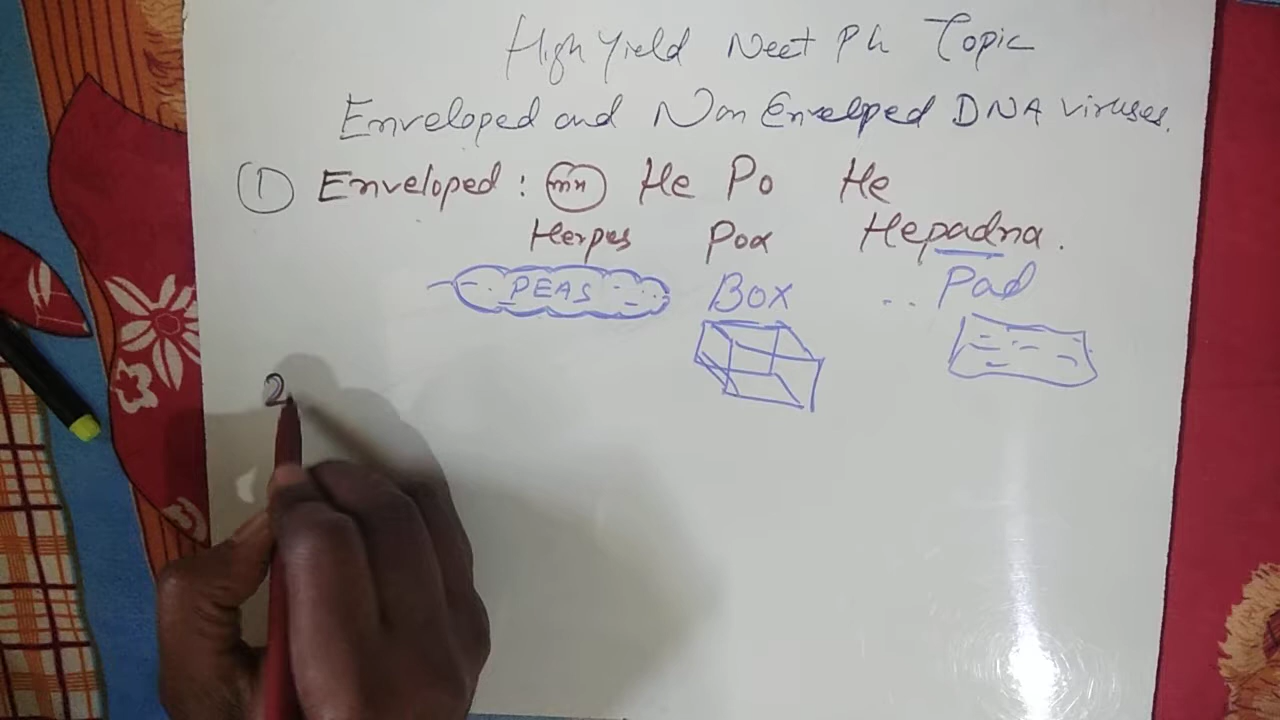 High Yield Neet PG Topic
Enveloped and Non Envelped DNA viruses.
① Enveloped : mn He Po He
Herpes Pox Hepadna.
PEAS Box .. Pad
2